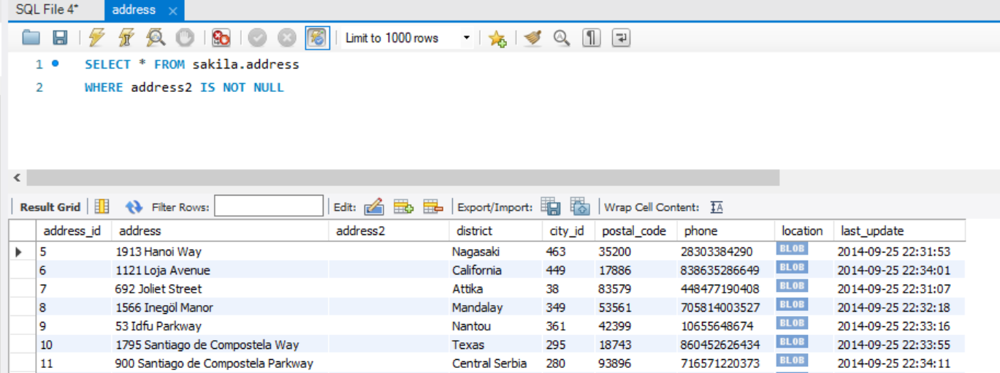 SQL File 4* address ×
Limit to 1000 rows
1 SELECT * FROM sakila.address
2 WHERE address2 IS NOT NULL
Result Grid Filter Rows: Edit: Export/Import: Wrap Cell Content: IA
address_id address address2 district city_id postal_code phone location last_update
5 1913 Hanoi Way Nagasaki 463 35200 28303384290 BLOB 2014-09-25 22:31:53
6 1121 Loja Avenue California 449 17886 838635286649 BLOB 2014-09-25 22:34:01
7 692 Joliet Street Attika 38 83579 448477190408 BLOB 2014-09-25 22:31:07
8 1566 Inegöl Manor Mandalay 349 53561 705814003527 BLOB 2014-09-25 22:32:18
9 53 Idfu Parkway Nantou 361 42399 10655648674 BLOB 2014-09-25 22:33:16
10 1795 Santiago de Compostela Way Texas 295 18743 860452626434 BLOB 2014-09-25 22:33:55
11 900 Santiago de Compostela Parkway Central Serbia 280 93896 716571220373 BLOB 2014-09-25 22:34:11